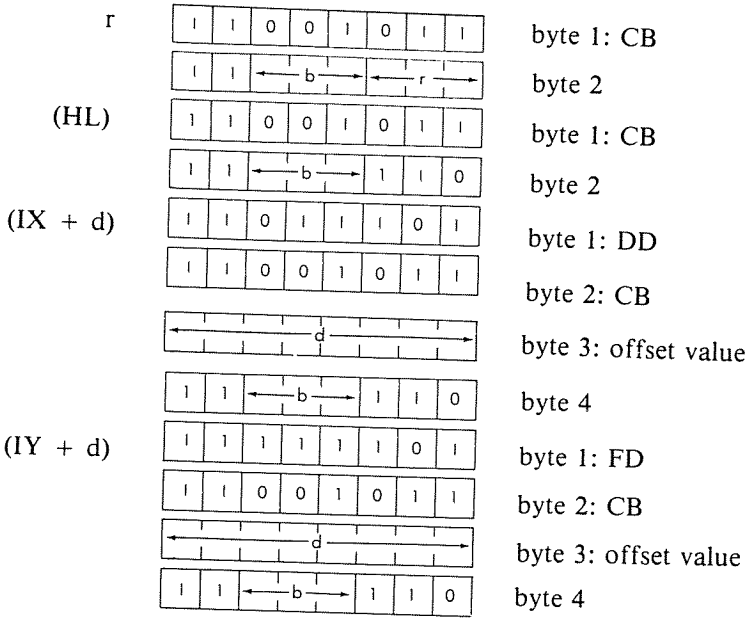 r 1 1 0 0 1 0 1 1 byte 1: CB
1 1 b r byte 2
(HL) 1 1 0 0 1 0 1 1 byte 1: CB
1 1 b 1 1 0 byte 2
(IX + d) 1 1 0 1 1 1 0 1 byte 1: DD
1 1 0 0 1 0 1 1 byte 2: CB
d byte 3: offset value
1 1 b 1 1 0 byte 4
(IY + d) 1 1 1 1 1 1 0 1 byte 1: FD
1 1 0 0 1 0 1 1 byte 2: CB
d byte 3: offset value
1 1 b 1 1 0 byte 4